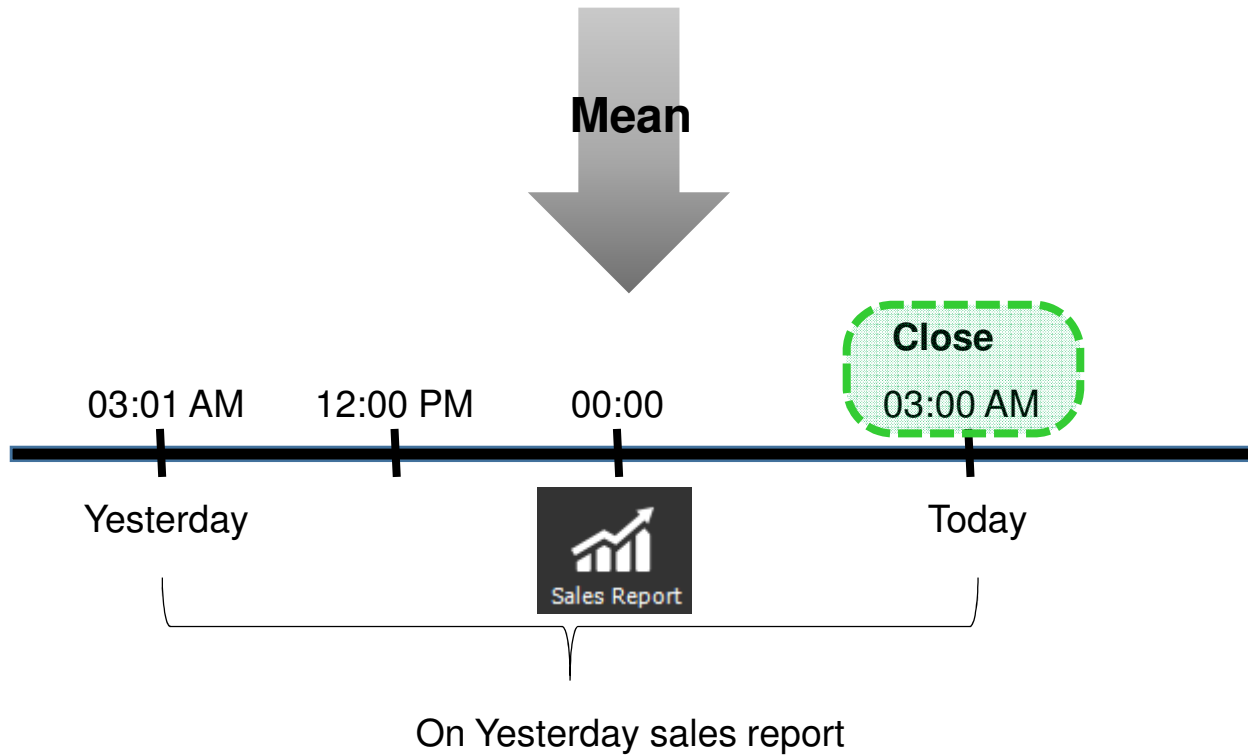 Mean
Close
03:01 AM 12:00 PM 00:00 03:00 AM
Yesterday Today
Sales Report
On Yesterday sales report